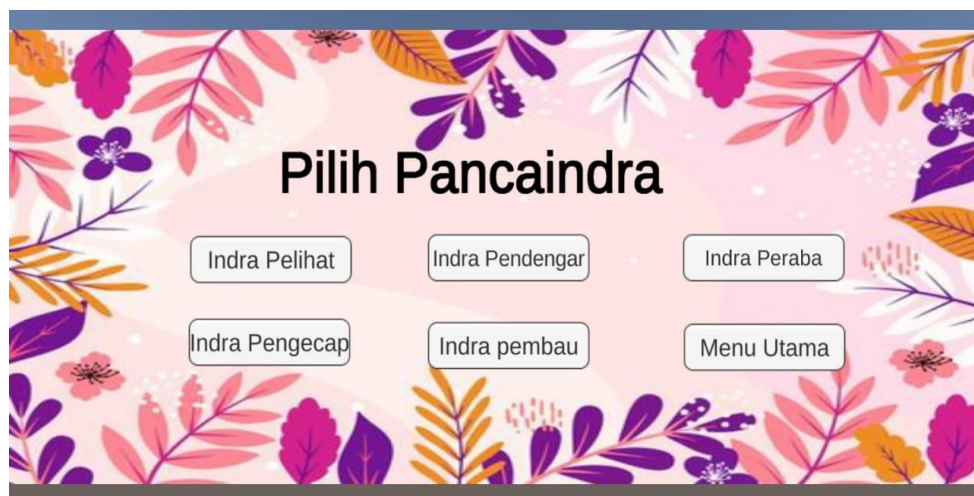 Pilih Pancaindra
Indra Pelihat
Indra Pendengar
Indra Peraba
Indra Pengecap
Indra pembau
Menu Utama